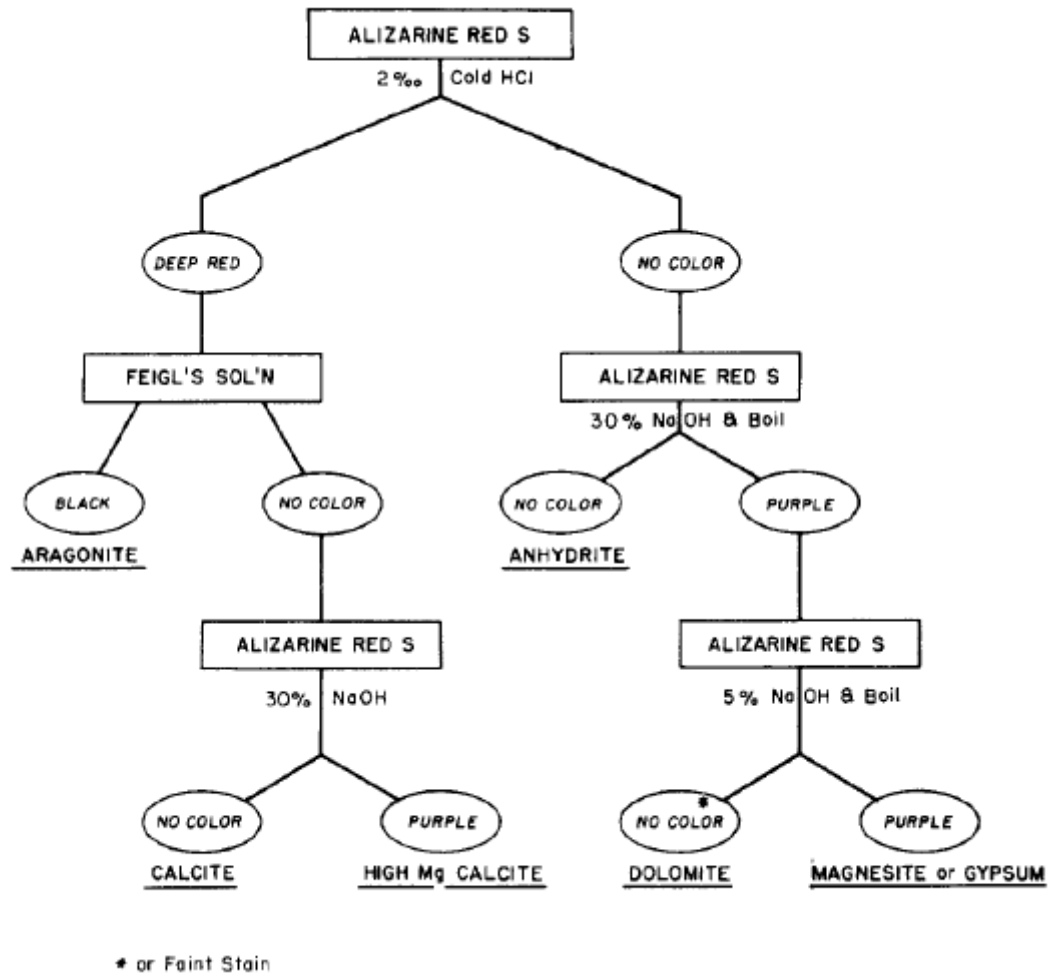 ALIZARINE RED S
2‰ Cold HCl
DEEP RED
NO COLOR
FEIGL'S SOL'N
ALIZARINE RED S
30% NaOH & Boil
BLACK
NO COLOR
NO COLOR
PURPLE
ARAGONITE
ANHYDRITE
ALIZARINE RED S
ALIZARINE RED S
30% NaOH
5% NaOH & Boil
NO COLOR
PURPLE
NO COLOR*
PURPLE
CALCITE
HIGH Mg CALCITE
DOLOMITE
MAGNESITE or GYPSUM
* or Faint Stain